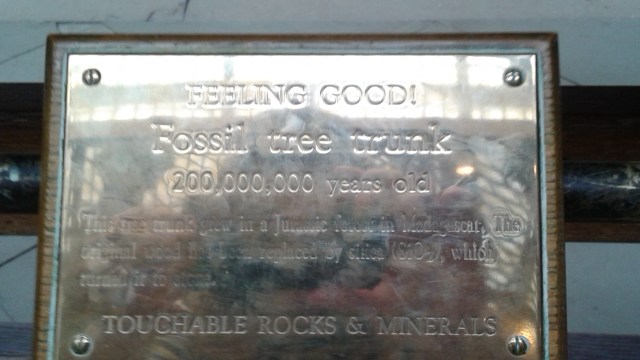 FEELING GOOD!
Fossil tree trunk
200,000,000 years old
This tree trunk grew in a Jurassic forest in Madagascar. The
original wood has been replaced by silica (SiO2), which
TOUCHABLE ROCKS & MINERALS